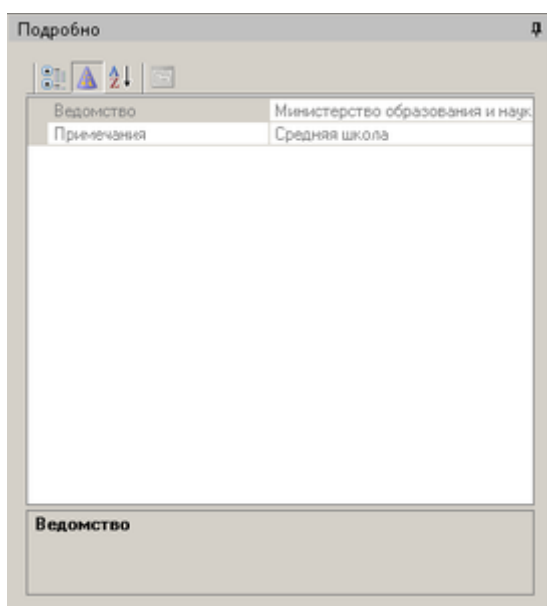 Подробно
Ведомство Министерство образования и наук
Примечания Средняя школа
Ведомство